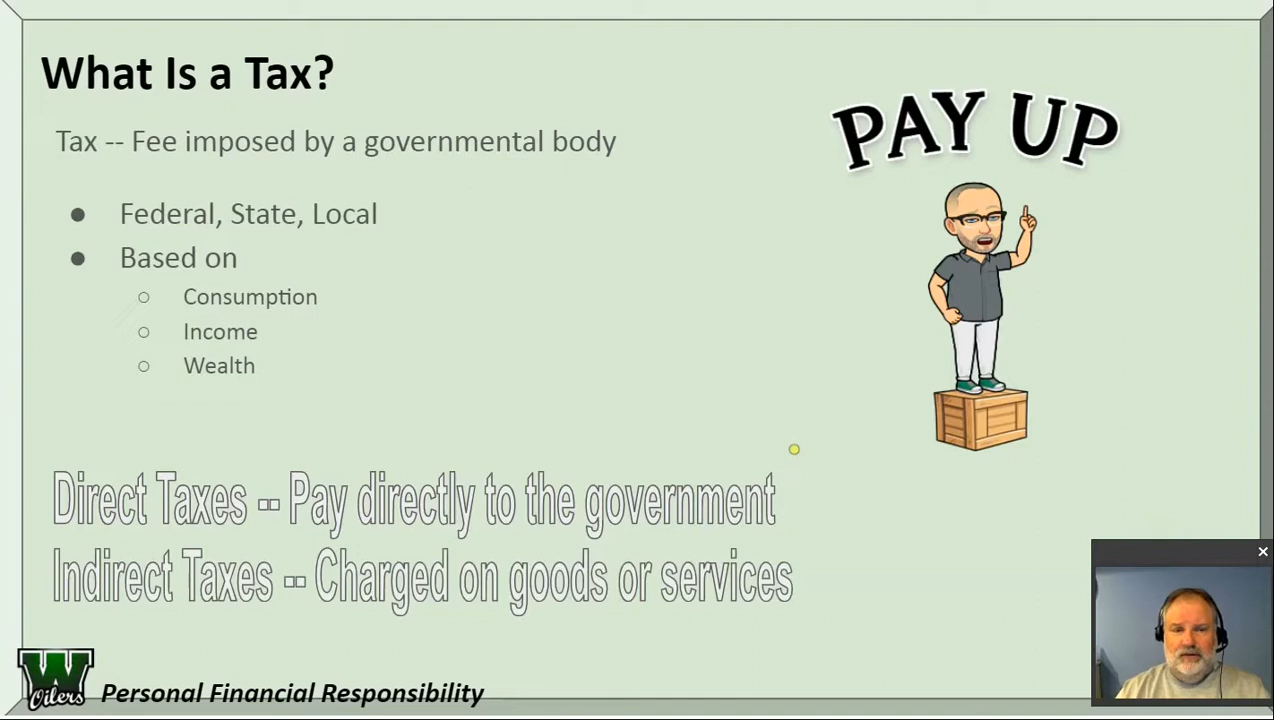 What Is a Tax?
PAY UP
Tax -- Fee imposed by a governmental body
● Federal, State, Local
● Based on
○ Consumption
○ Income
○ Wealth
Direct Taxes -- Pay directly to the government
Indirect Taxes -- Charged on goods or services
W
Oilers
Personal Financial Responsibility